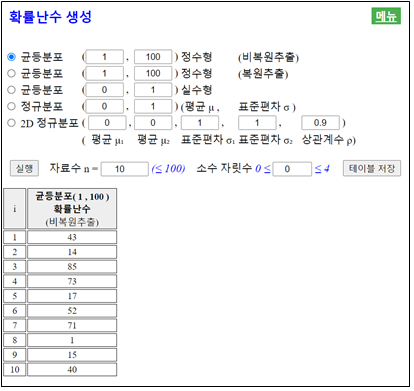 확률난수 생성 메뉴
균등분포 ( 1 , 100 ) 정수형 (비복원추출)
균등분포 ( 1 , 100 ) 정수형 (복원추출)
균등분포 ( 0 , 1 ) 실수형
정규분포 ( 0 , 1 ) (평균 μ , 표준편차 σ )
2D 정규분포 ( 0 , 0 , 1 , 1 , 0.9 )
( 평균 μ₁ 평균 μ₂ 표준편차 σ₁ 표준편차 σ₂ 상관계수 ρ)
실행 자료수 n = 10 (≤ 100) 소수 자릿수 0 ≤ 0 ≤ 4 테이블 저장
i 균등분포( 1 , 100 )
확률난수
(비복원추출)
1 43
2 14
3 85
4 73
5 17
6 52
7 71
8 1
9 15
10 40